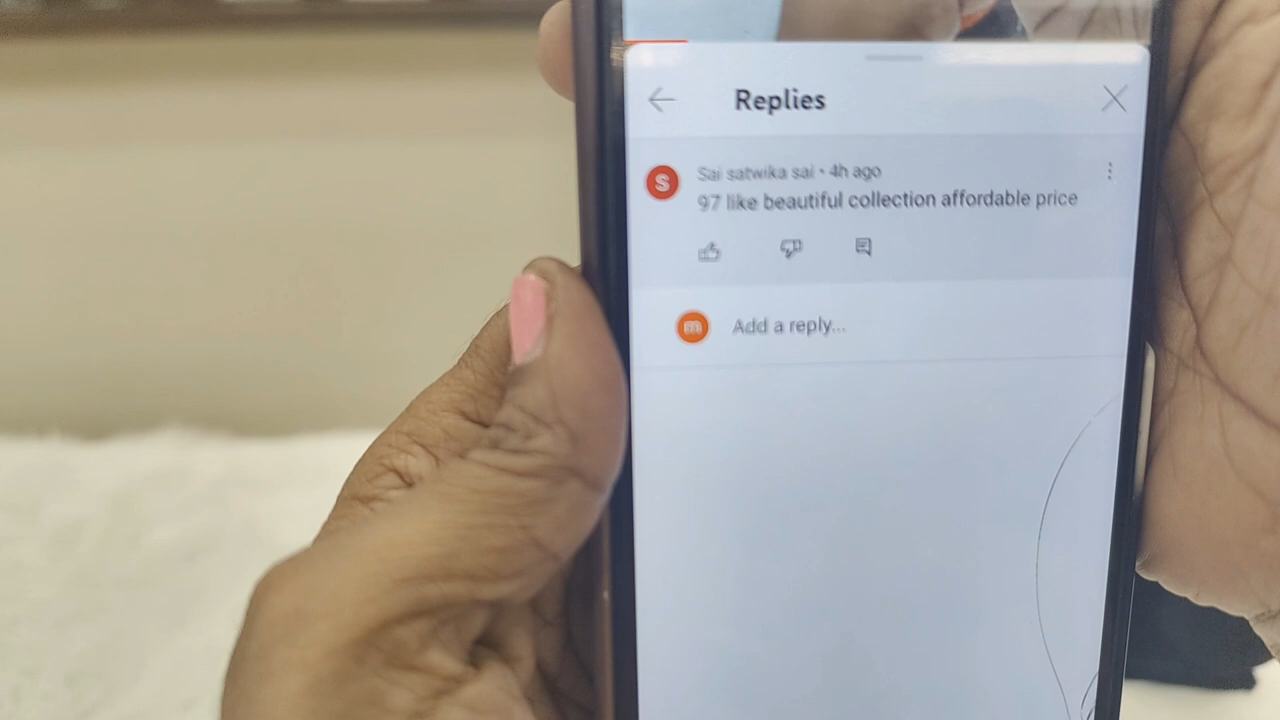 Replies
S
Sai satwika sai • 4h ago
97 like beautiful collection affordable price
m
Add a reply...